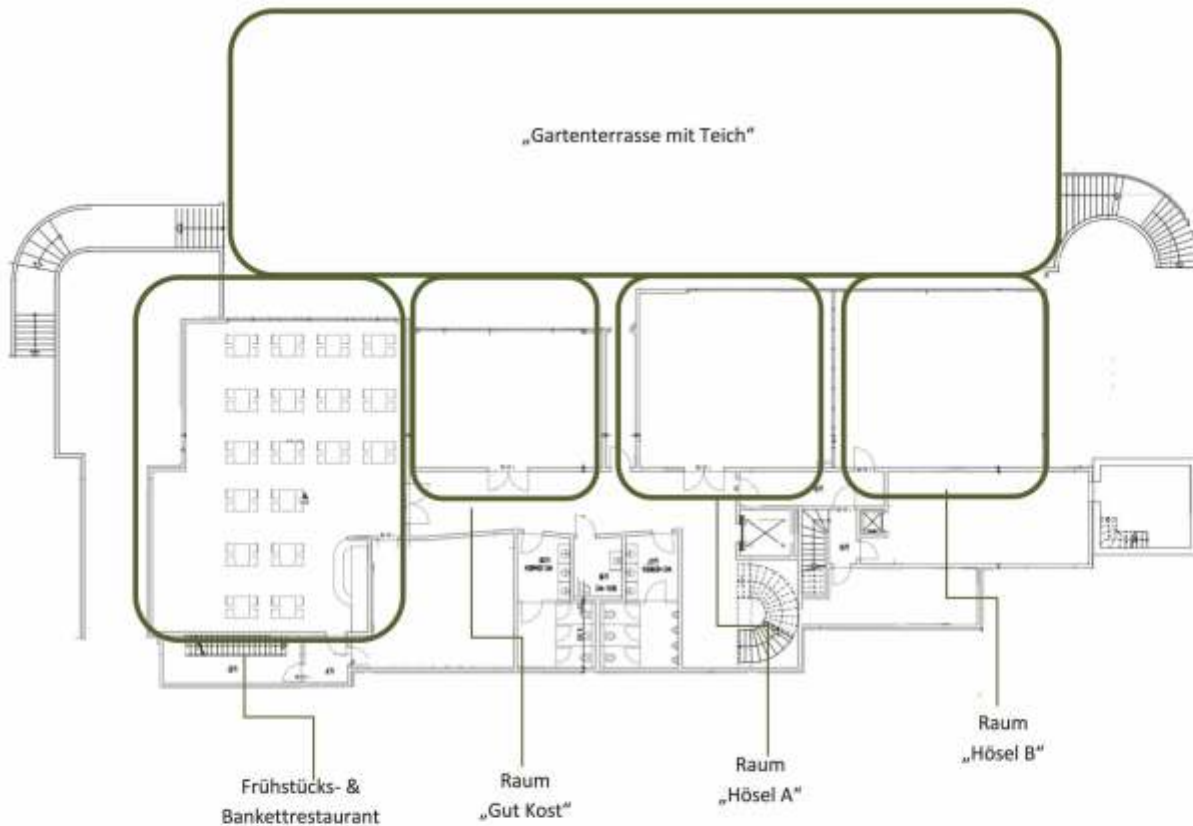 „Gartenterrasse mit Teich“
Frühstücks- &
Bankettrestaurant
Raum
„Gut Kost“
Raum
„Hösel A“
Raum
„Hösel B“